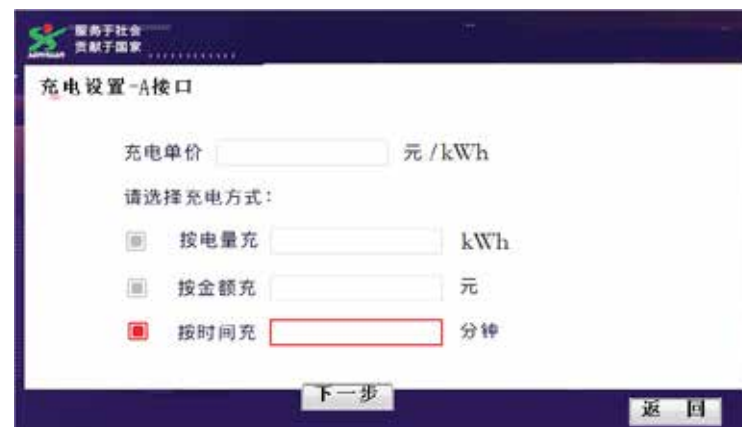 服务于社会
贡献于国家
充电设置-A接口
充电单价 元/kWh
请选择充电方式：
按电量充 kWh
按金额充 元
按时间充 分钟
下一步
返 回